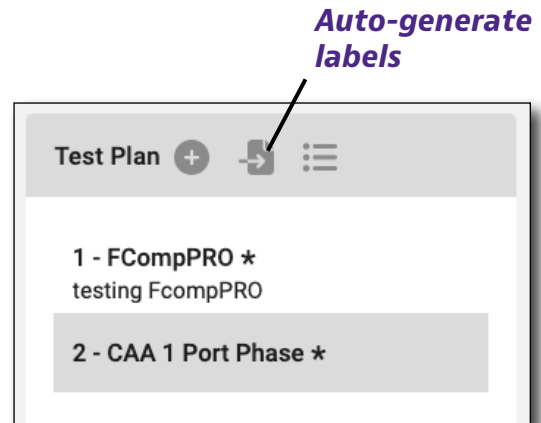 Auto-generate
labels
Test Plan
1 - FCompPRO *
testing FcompPRO
2 - CAA 1 Port Phase *